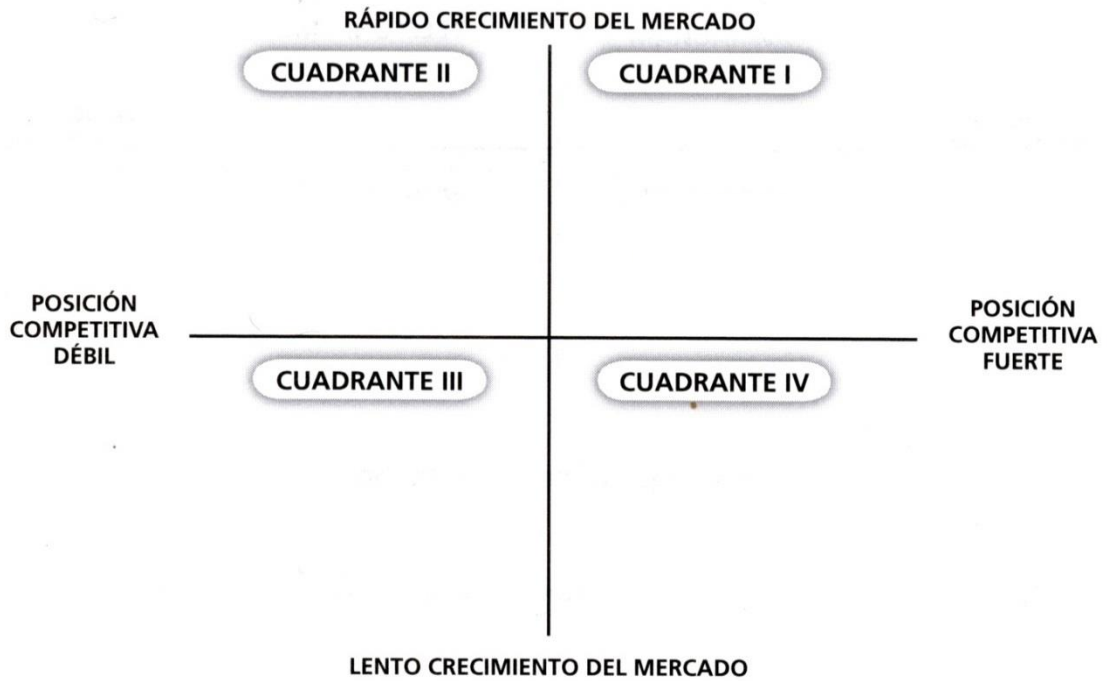 RÁPIDO CRECIMIENTO DEL MERCADO
CUADRANTE II
CUADRANTE I
POSICIÓN
COMPETITIVA
DÉBIL
POSICIÓN
COMPETITIVA
FUERTE
CUADRANTE III
CUADRANTE IV
LENTO CRECIMIENTO DEL MERCADO